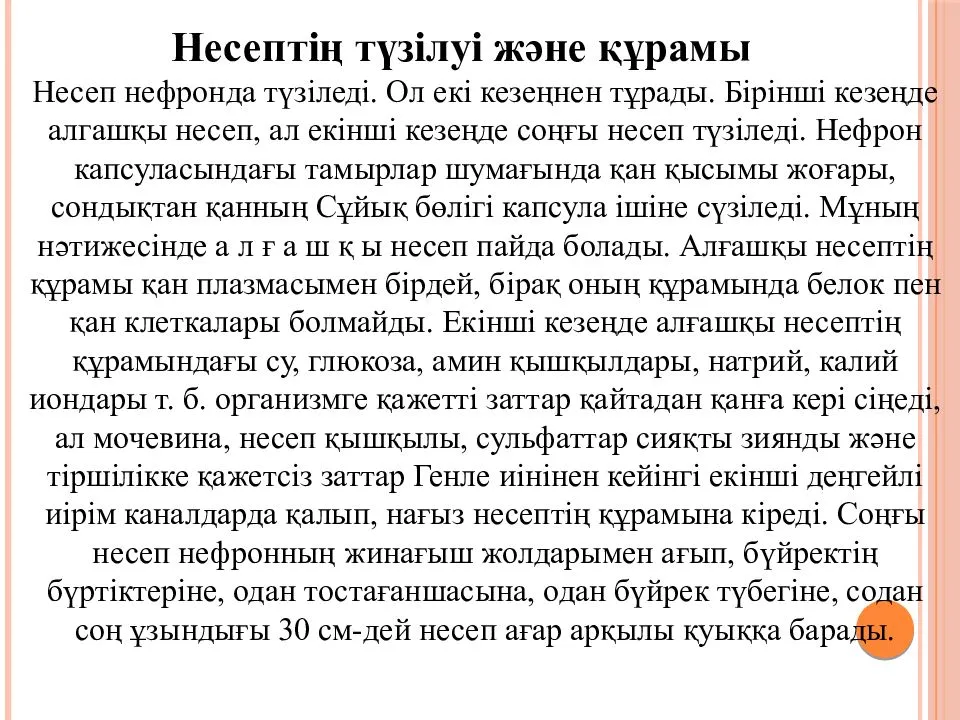 Несептің түзілуі және құрамы
Несеп нефронда түзіледі. Ол екі кезеңнен тұрады. Бірінші кезеңде
алгашқы несеп, ал екінші кезеңде соңғы несеп түзіледі. Нефрон
капсуласындағы тамырлар шумағында қан қысымы жоғары,
сондықтан қанның Сұйық бөлігі капсула ішіне сүзіледі. Мұның
нәтижесінде а л ғ а ш қ ы несеп пайда болады. Алғашқы несептің
құрамы қан плазмасымен бірдей, бірақ оның құрамында белок пен
қан клеткалары болмайды. Екінші кезеңде алғашқы несептің
құрамындағы су, глюкоза, амин қышқылдары, натрий, калий
иондары т. б. организмге қажетті заттар қайтадан қанға кері сіңеді,
ал мочевина, несеп қышқылы, сульфаттар сияқты зиянды және
тіршілікке қажетсіз заттар Генле иінінен кейінгі екінші деңгейлі
иірім каналдарда қалып, нағыз несептің құрамына кіреді. Соңғы
несеп нефронның жинағыш жолдарымен ағып, бүйректің
бүртіктеріне, одан тостағаншасына, одан бүйрек түбегіне, содан
соң ұзындығы 30 см-дей несеп ағар арқылы қуыққа барады.